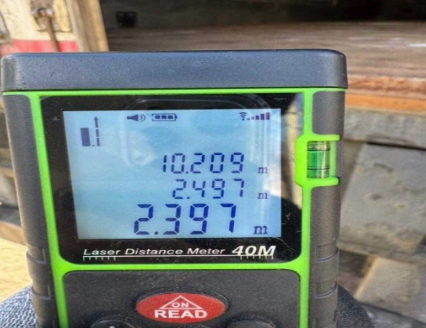 10.209 m
2.497 m
2.397 m
Laser Distance Meter 40M
ON
READ